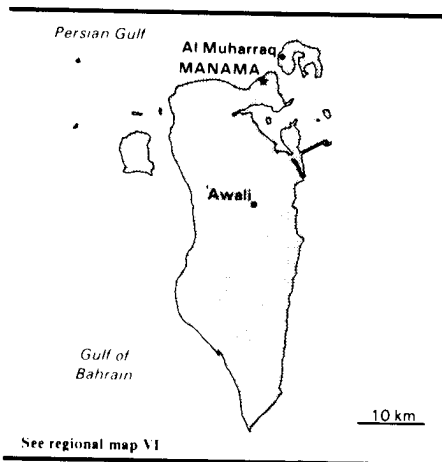 Persian Gulf
Al Muharraq
MANAMA
'Awali
Gulf of
Bahrain
10 km
See regional map VI